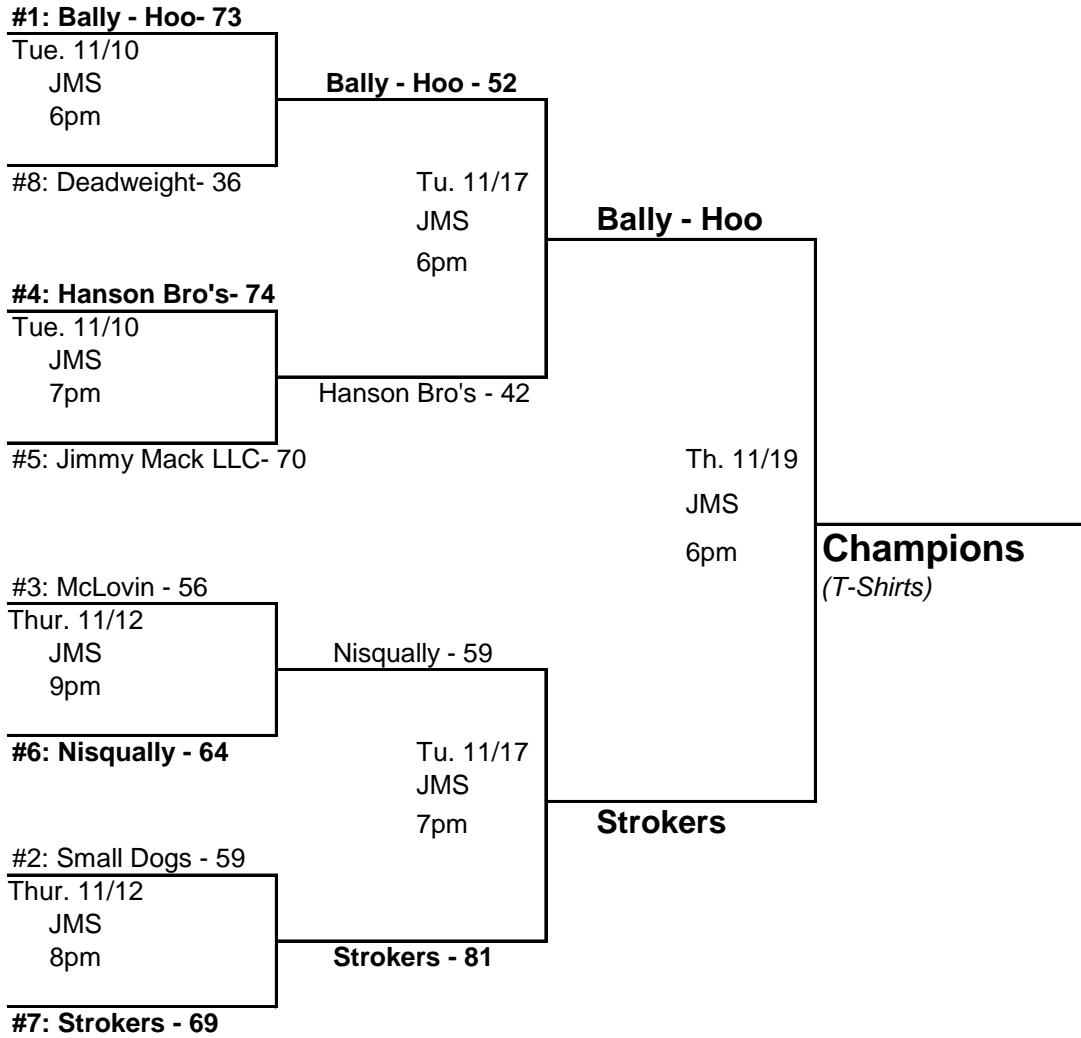 #1: Bally - Hoo- 73
Tue. 11/10
JMS
6pm
Bally - Hoo - 52
#8: Deadweight- 36
Tu. 11/17
JMS
6pm
Bally - Hoo
#4: Hanson Bro's- 74
Tue. 11/10
JMS
7pm
Hanson Bro's - 42
#5: Jimmy Mack LLC- 70
Th. 11/19
JMS
6pm
Champions
(T-Shirts)
#3: McLovin - 56
Thur. 11/12
JMS
9pm
Nisqually - 59
#6: Nisqually - 64
Tu. 11/17
JMS
7pm
Strokers
#2: Small Dogs - 59
Thur. 11/12
JMS
8pm
Strokers - 81
#7: Strokers - 69